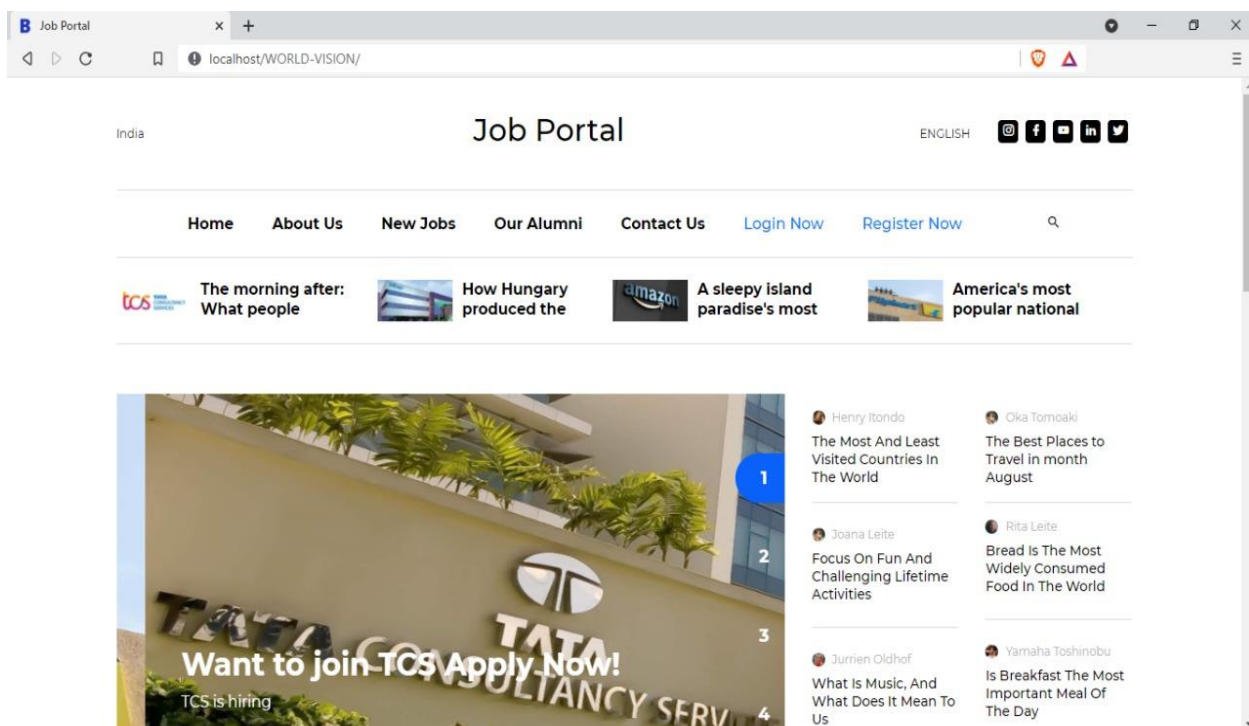 B Job Portal
localhost/WORLD-VISION/
India
Job Portal
ENGLISH
Home About Us New Jobs Our Alumni Contact Us Login Now Register Now
tcs TATA CONSULTANCY SERVICES
The morning after:
What people
How Hungary
produced the
amazon
A sleepy island
paradise's most
America's most
popular national
TATA
TATA CONSULTANCY SERV
1
2
3
4
Want to join TCS Apply Now!
TCS is hiring
Henry Itondo
The Most And Least
Visited Countries In
The World
Oka Tomoaki
The Best Places to
Travel in month
August
Joana Leite
Focus On Fun And
Challenging Lifetime
Activities
Rita Leite
Bread Is The Most
Widely Consumed
Food In The World
Jurrien Oldhof
What Is Music, And
What Does It Mean To
Us
Yamaha Toshinobu
Is Breakfast The Most
Important Meal Of
The Day